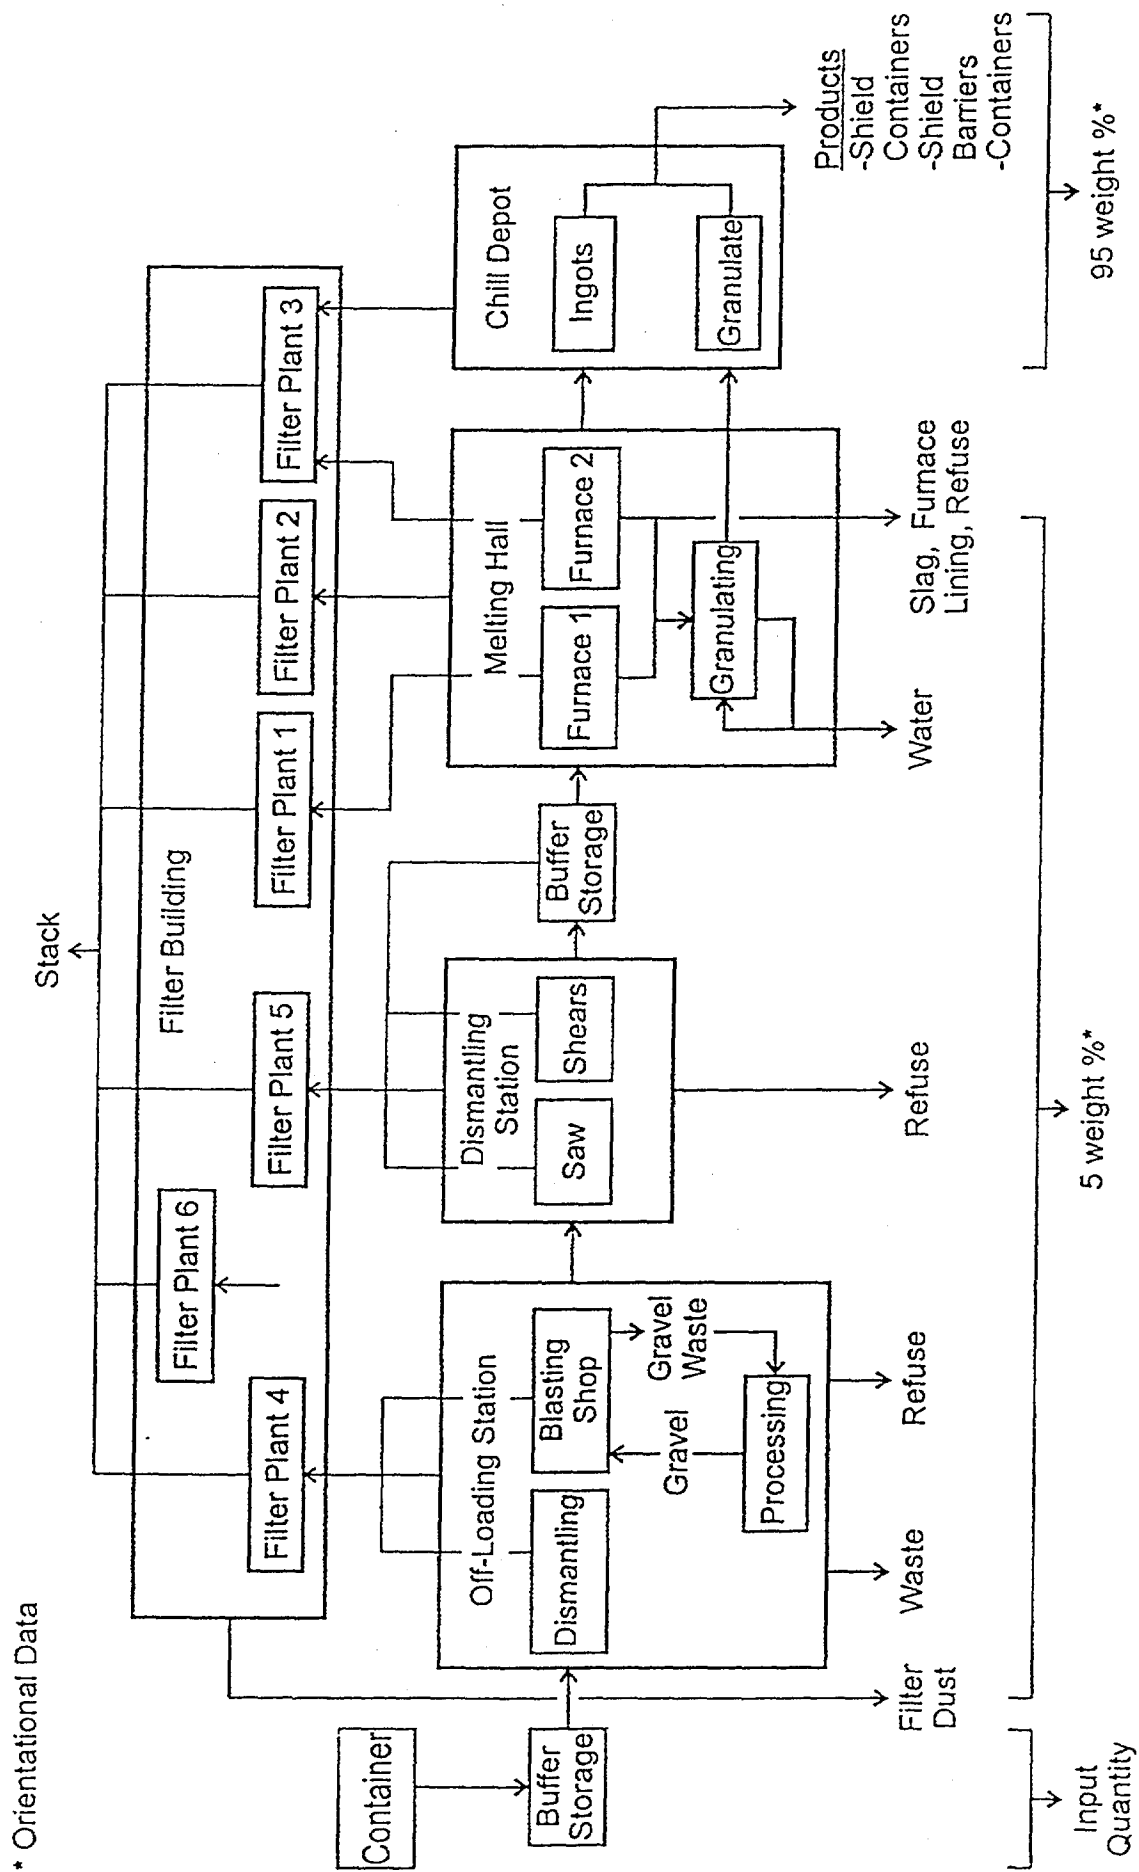 * Orientational Data
Stack
Filter Building
Filter Plant 4
Filter Plant 6
Filter Plant 5
Filter Plant 1
Filter Plant 2
Filter Plant 3
Container
Buffer
Storage
Off-Loading Station
Dismantling
Blasting
Shop
Gravel
Gravel
Waste
Processing
Dismantling
Station
Saw
Shears
Buffer
Storage
Melting Hall
Furnace 1
Furnace 2
Granulating
Chill Depot
Ingots
Granulate
Products
-Shield
Containers
-Shield
Barriers
-Containers
Filter
Dust
Waste
Refuse
Refuse
Water
Slag, Furnace
Lining, Refuse
Input
Quantity
5 weight %*
95 weight %*